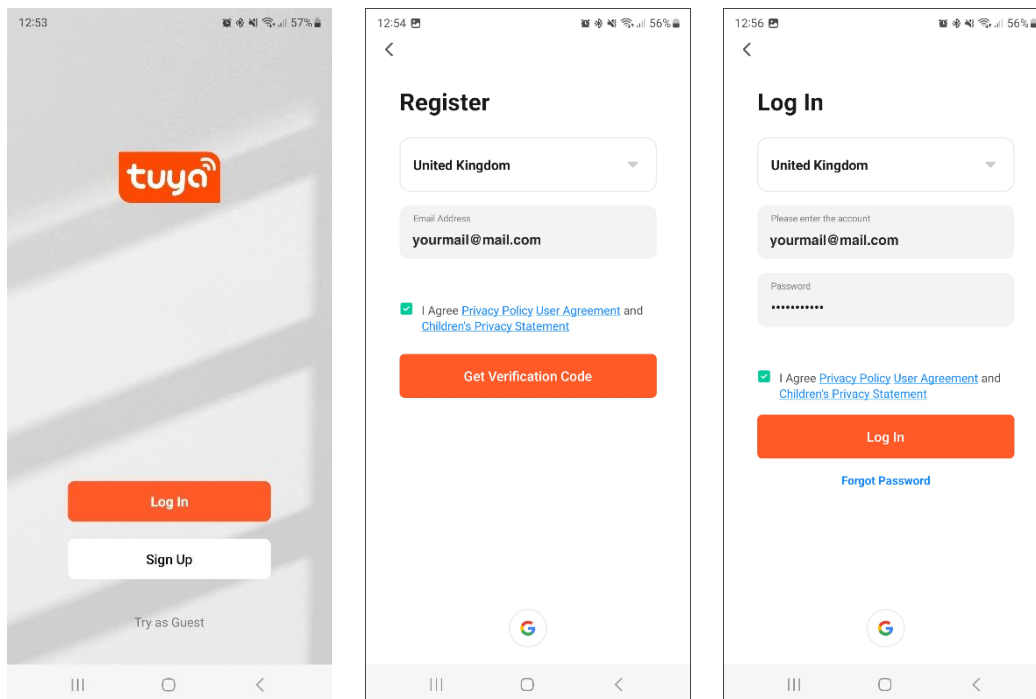 12:53
57%
tuya
Log In
Sign Up
Try as Guest
12:54
56%
Register
United Kingdom
Email Address
yourmail@mail.com
I Agree Privacy Policy User Agreement and
Children's Privacy Statement
Get Verification Code
G
12:56
56%
Log In
United Kingdom
Please enter the account
yourmail@mail.com
Password
•••••••••••
I Agree Privacy Policy User Agreement and
Children's Privacy Statement
Log In
Forgot Password
G